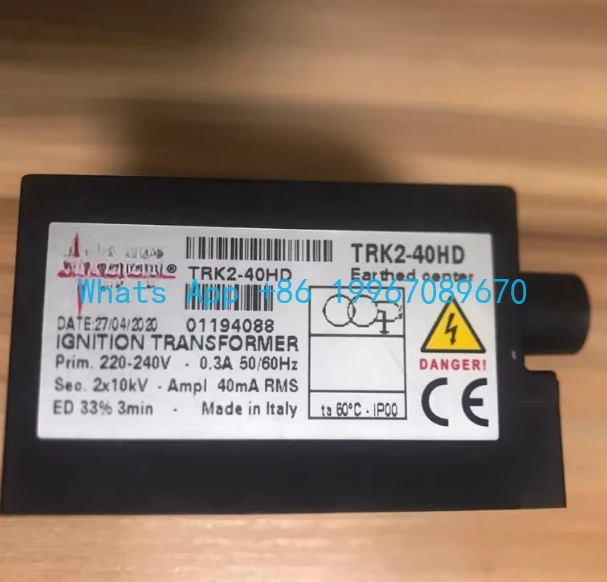 TRK2-40HD
TRK2-40HD
Earthed center
Whats App +86 19967089670
DATE:27/04/2020 01194088
IGNITION TRANSFORMER
Prim. 220-240V - 0.3A 50/60Hz
Sec. 2x10kV - Ampl 40mA RMS
ED 33% 3min - Made in Italy
ta 60°C - IP00
DANGER!
CE